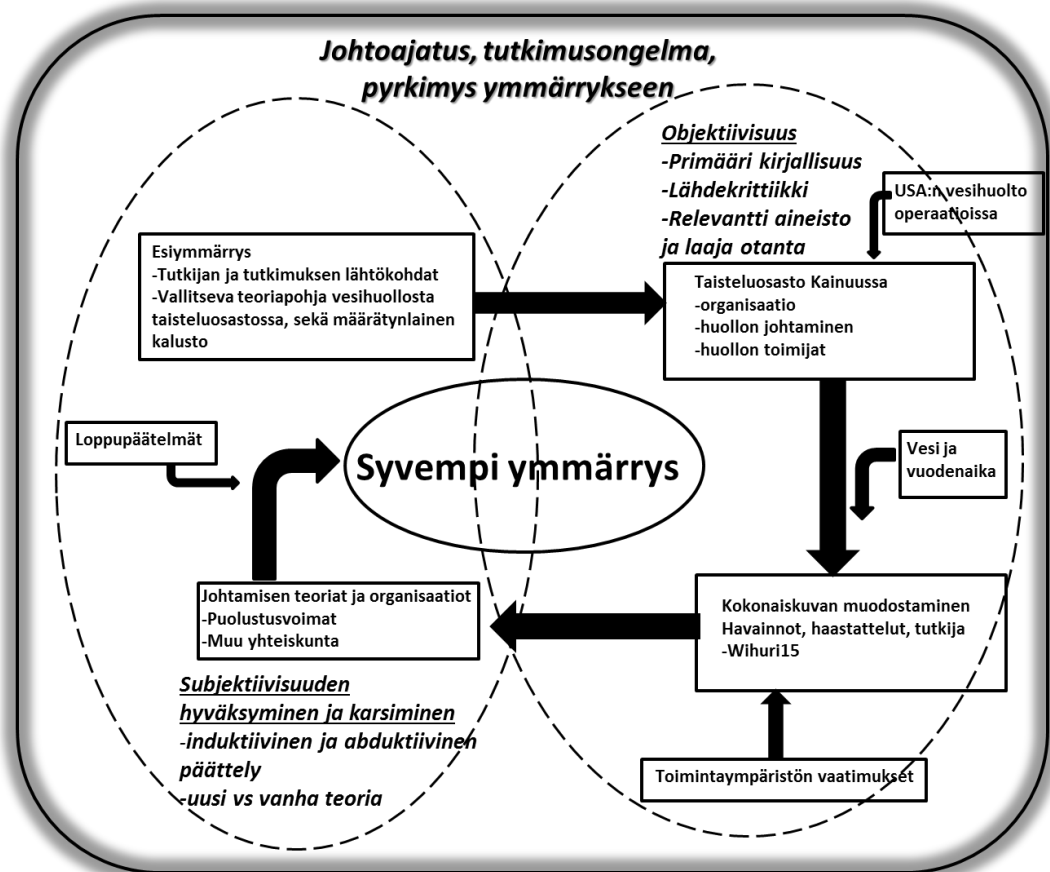 Johtoajatus, tutkimusongelma,
pyrkimys ymmärrykseen
Objektiivisuus
-Primääri kirjallisuus
-Lähdekrittiikki
-Relevantti aineisto
ja laaja otanta
USA:n vesihuolto
operaatioissa
Esiymmärrys
-Tutkijan ja tutkimuksen lähtökohdat
-Vallitseva teoriapohja vesihuollosta
taisteluosastossa, sekä määrätynlainen
kalusto
Taisteluosasto Kainuussa
-organisaatio
-huollon johtaminen
-huollon toimijat
Loppupäätelmät
Syvempi ymmärrys
Vesi ja
vuodenaika
Johtamisen teoriat ja organisaatiot
-Puolustusvoimat
-Muu yhteiskunta
Kokonaiskuvan muodostaminen
Havainnot, haastattelut, tutkija
-Wihuri15
Subjektiivisuuden
hyväksyminen ja karsiminen
-induktiivinen ja abduktiivinen
päättely
-uusi vs vanha teoria
Toimintaympäristön vaatimukset